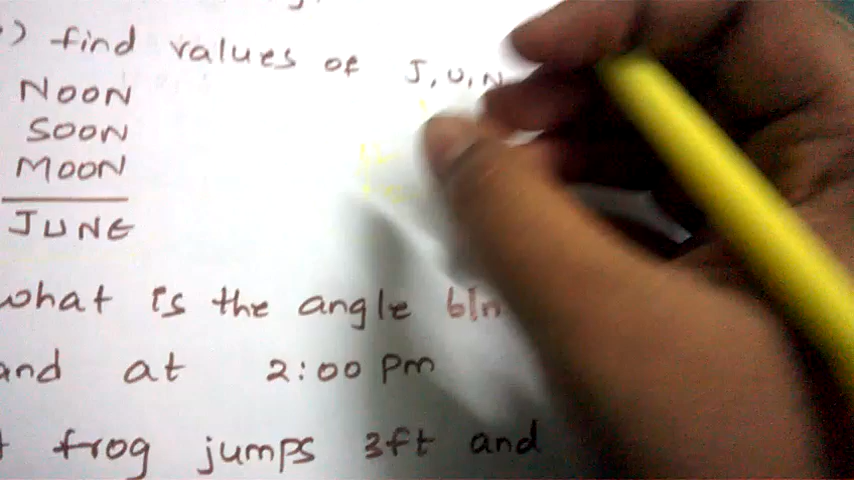 ) find values of J,U,N
NOON
SOON
MOON
JUNE
what is the angle b/n
and at 2:00 pm
frog jumps 3ft and